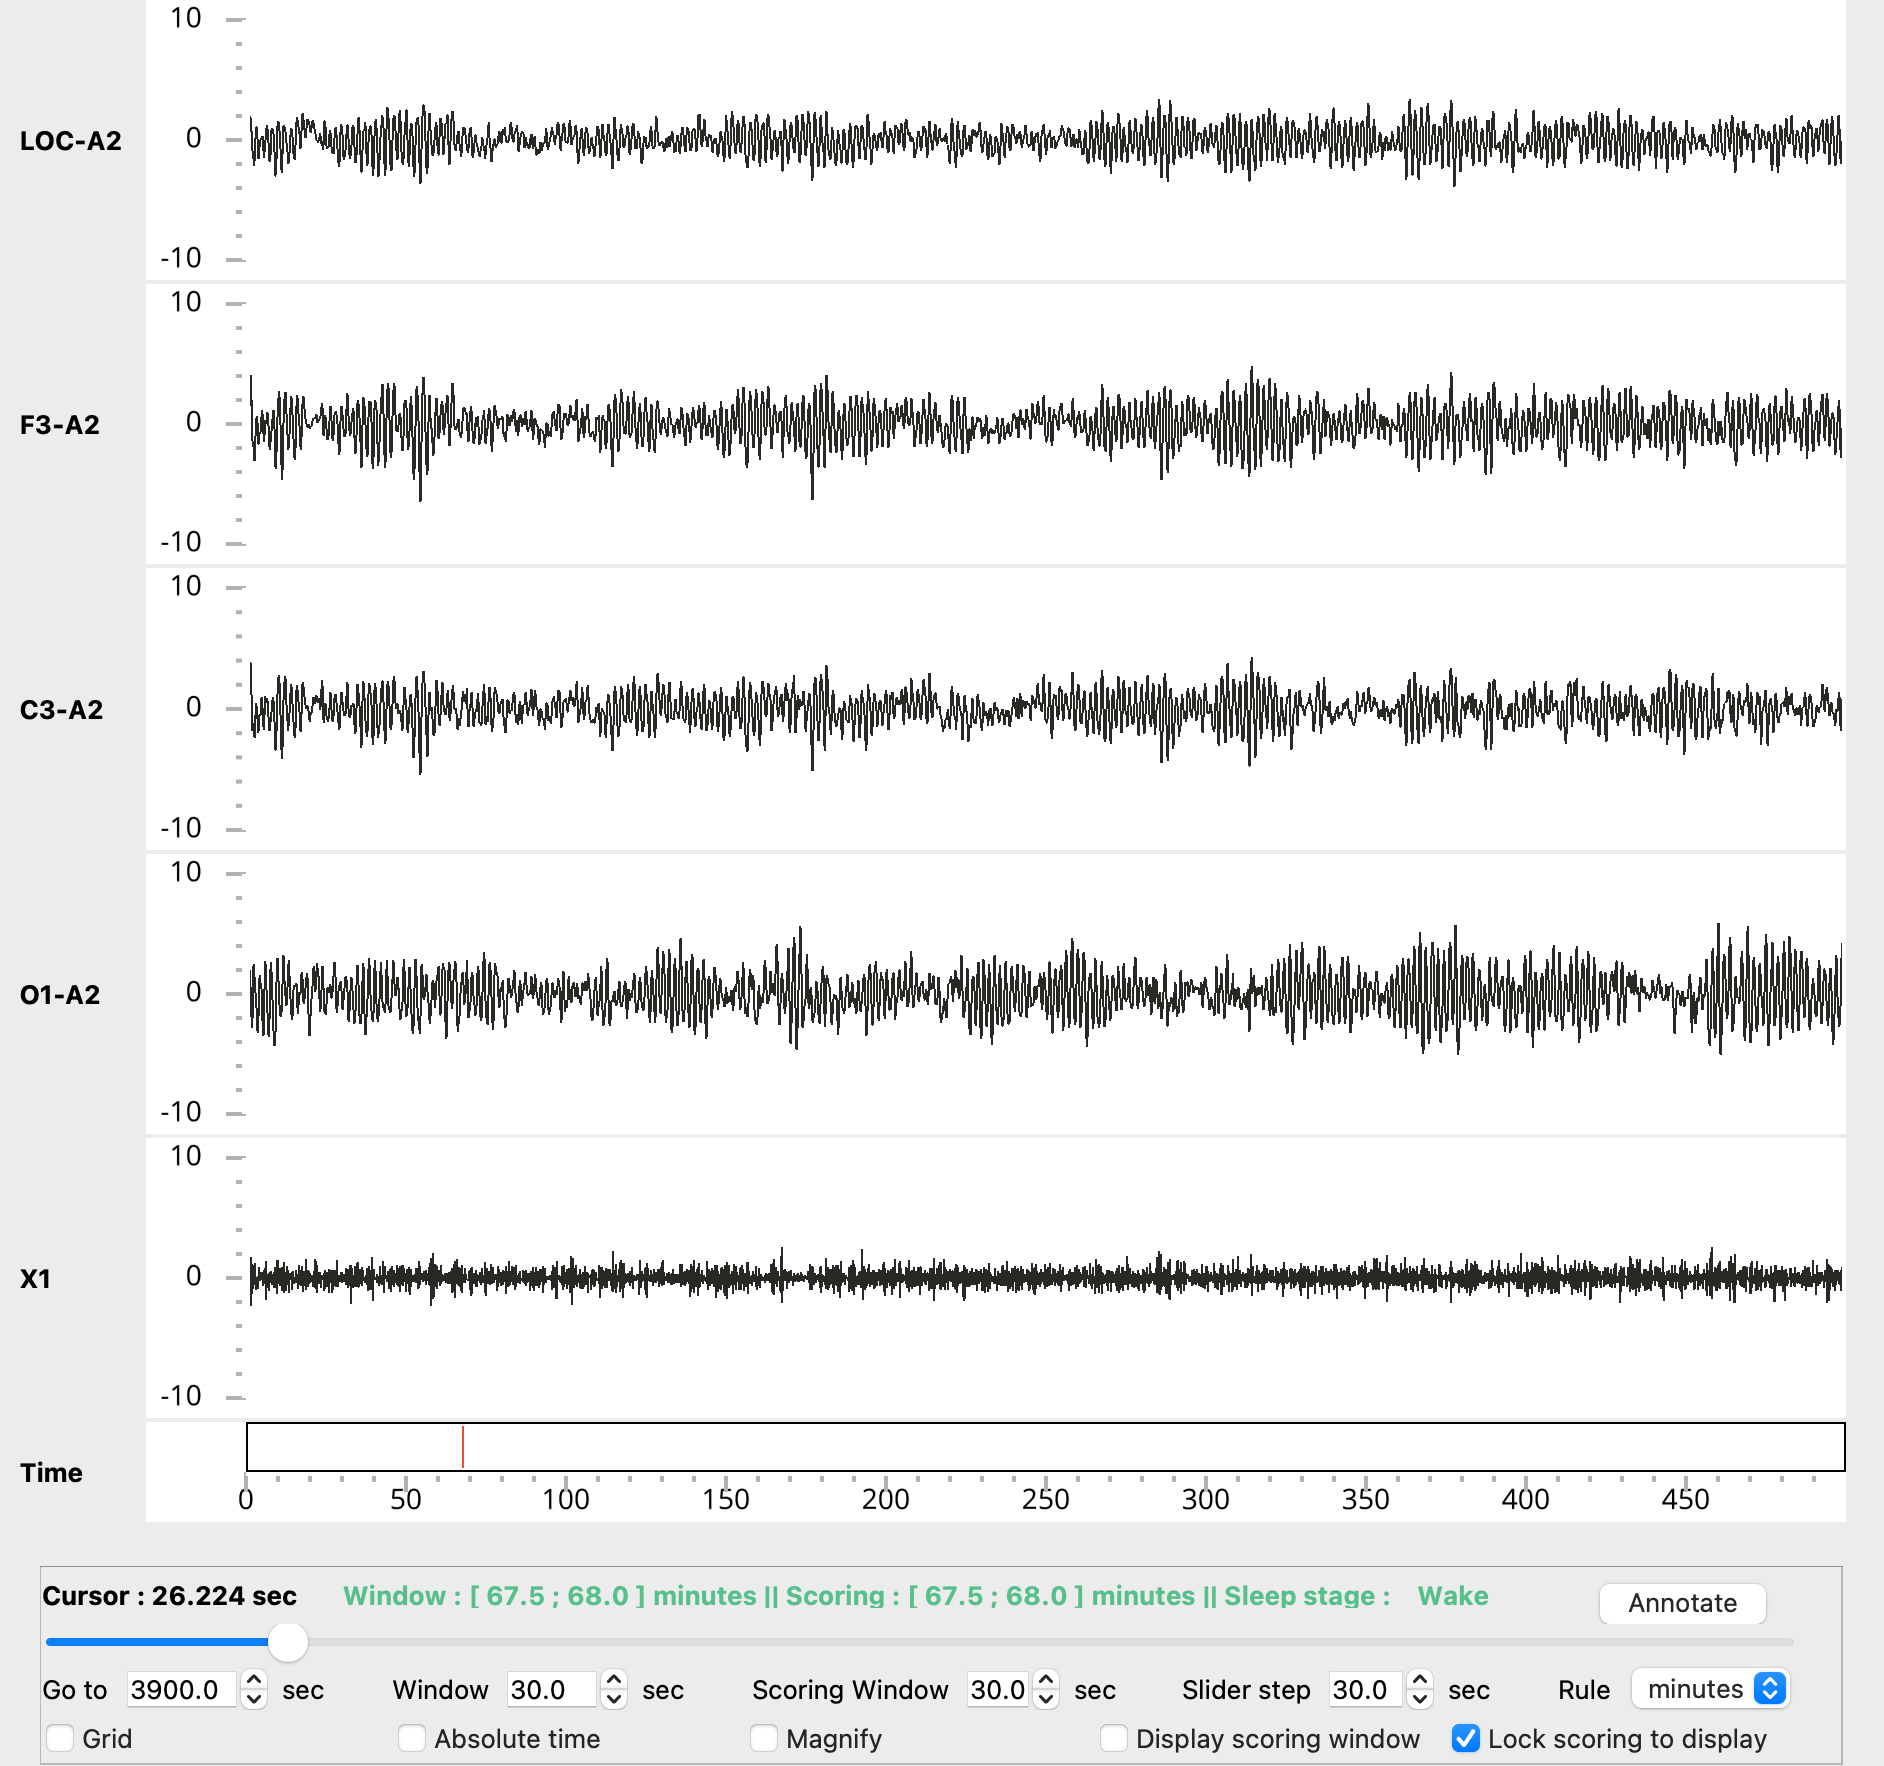 10
LOC-A2 0
-10
10
F3-A2 0
-10
10
C3-A2 0
-10
10
O1-A2 0
-10
10
X1 0
-10
Time
0 50 100 150 200 250 300 350 400 450
Cursor : 26.224 sec Window : [ 67.5 ; 68.0 ] minutes || Scoring : [ 67.5 ; 68.0 ] minutes || Sleep stage : Wake Annotate
Go to 3900.0 sec Window 30.0 sec Scoring Window 30.0 sec Slider step 30.0 sec Rule minutes
Grid Absolute time Magnify Display scoring window Lock scoring to display